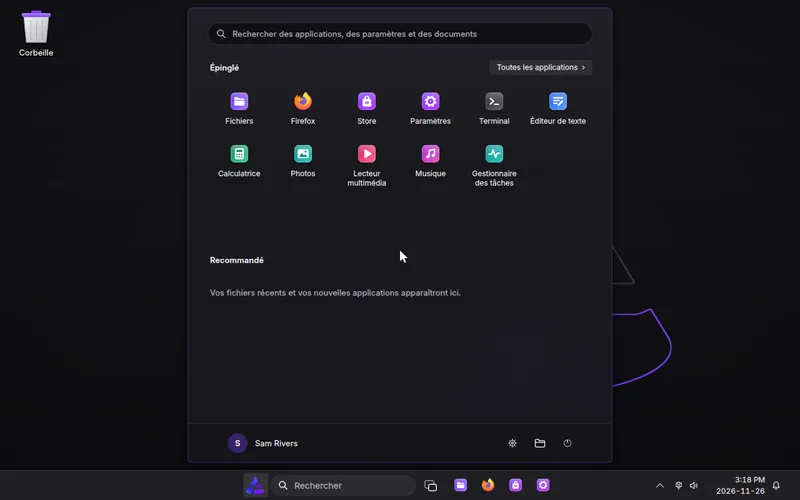 Corbeille
Rechercher des applications, des paramètres et des documents
Épinglé
Toutes les applications ›
Fichiers
Firefox
Store
Paramètres
Terminal
Éditeur de texte
Calculatrice
Photos
Lecteur
multimédia
Musique
Gestionnaire
des tâches
Recommandé
Vos fichiers récents et vos nouvelles applications apparaîtront ici.
S
Sam Rivers
Rechercher
3:18 PM
2026-11-26